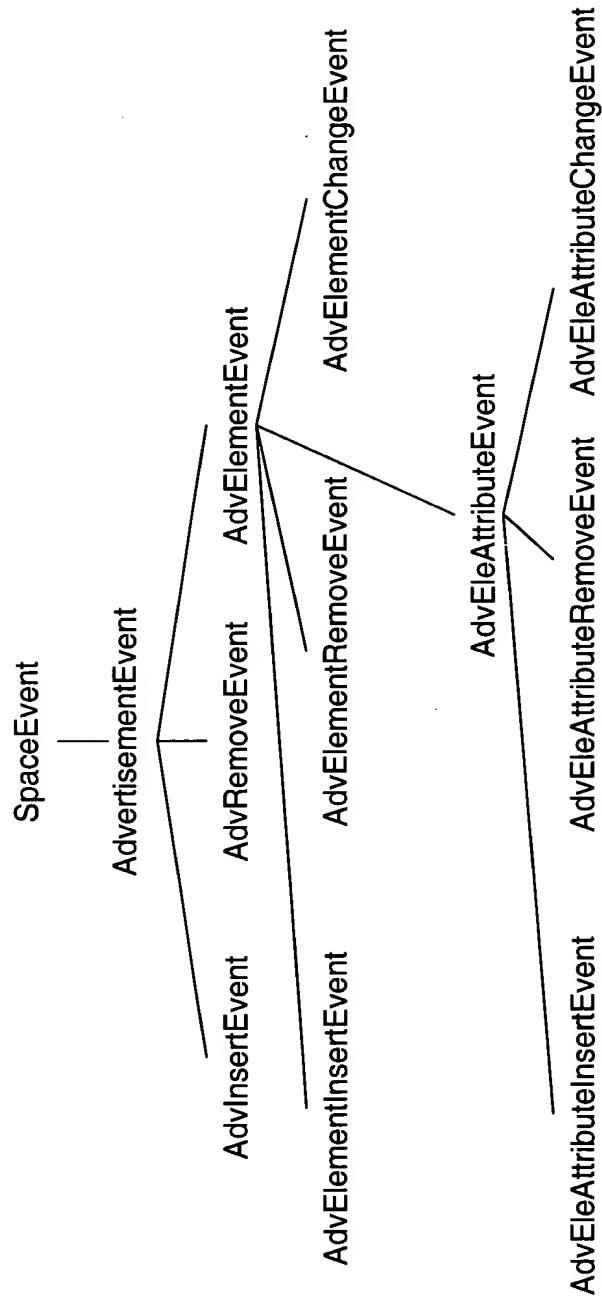 SpaceEvent
AdvertisementEvent
AdvInsertEvent
AdvRemoveEvent
AdvElementEvent
AdvElementInsertEvent
AdvElementRemoveEvent
AdvElementChangeEvent
AdvEleAttributeEvent
AdvEleAttributeInsertEvent
AdvEleAttributeRemoveEvent
AdvEleAttributeChangeEvent